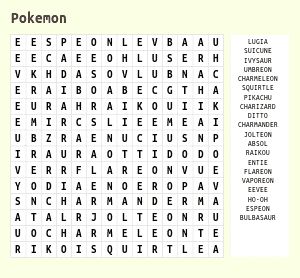 Pokemon
E E S P E O N L E V B A A U
E E C A E E O H L U S E R H
V K H D A S O V L U B N A C
E R A I B O A B E C G T H A
E U R A H R A I K O U I I K
E M I R C S L I E E M E A I
U B Z R A E N U C I U S N P
I R A U R A O T T I D O D O
V E R R F L A R E O N V U E
Y O D I A E N O E R O P A V
S N C H A R M A N D E R M A
A T A L R J O L T E O N R U
U O C H A R M E L E O N T E
R I K O I S Q U I R T L E A
LUGIA
SUICUNE
IVYSAUR
UMBREON
CHARMELEON
SQUIRTLE
PIKACHU
CHARIZARD
DITTO
CHARMANDER
JOLTEON
ABSOL
RAIKOU
ENTIE
FLAREON
VAPOREON
EEVEE
HO-OH
ESPEON
BULBASAUR